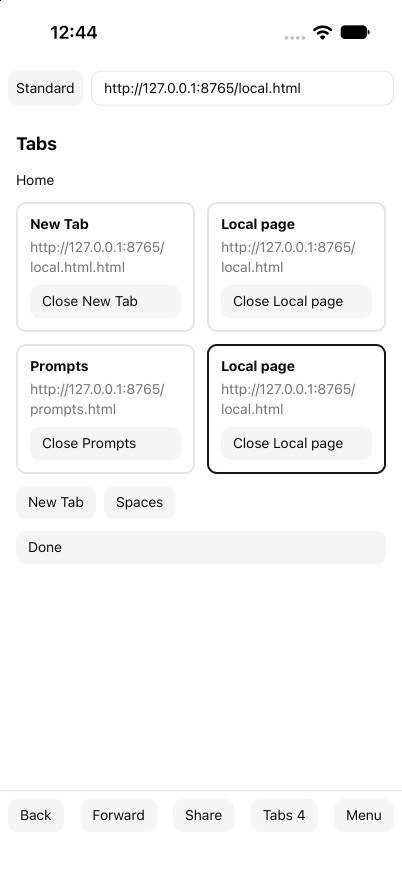 12:44
Standard
http://127.0.0.1:8765/local.html
Tabs
Home
New Tab
http://127.0.0.1:8765/
local.html.html
Close New Tab
Local page
http://127.0.0.1:8765/
local.html
Close Local page
Prompts
http://127.0.0.1:8765/
prompts.html
Close Prompts
Local page
http://127.0.0.1:8765/
local.html
Close Local page
New Tab
Spaces
Done
Back
Forward
Share
Tabs 4
Menu